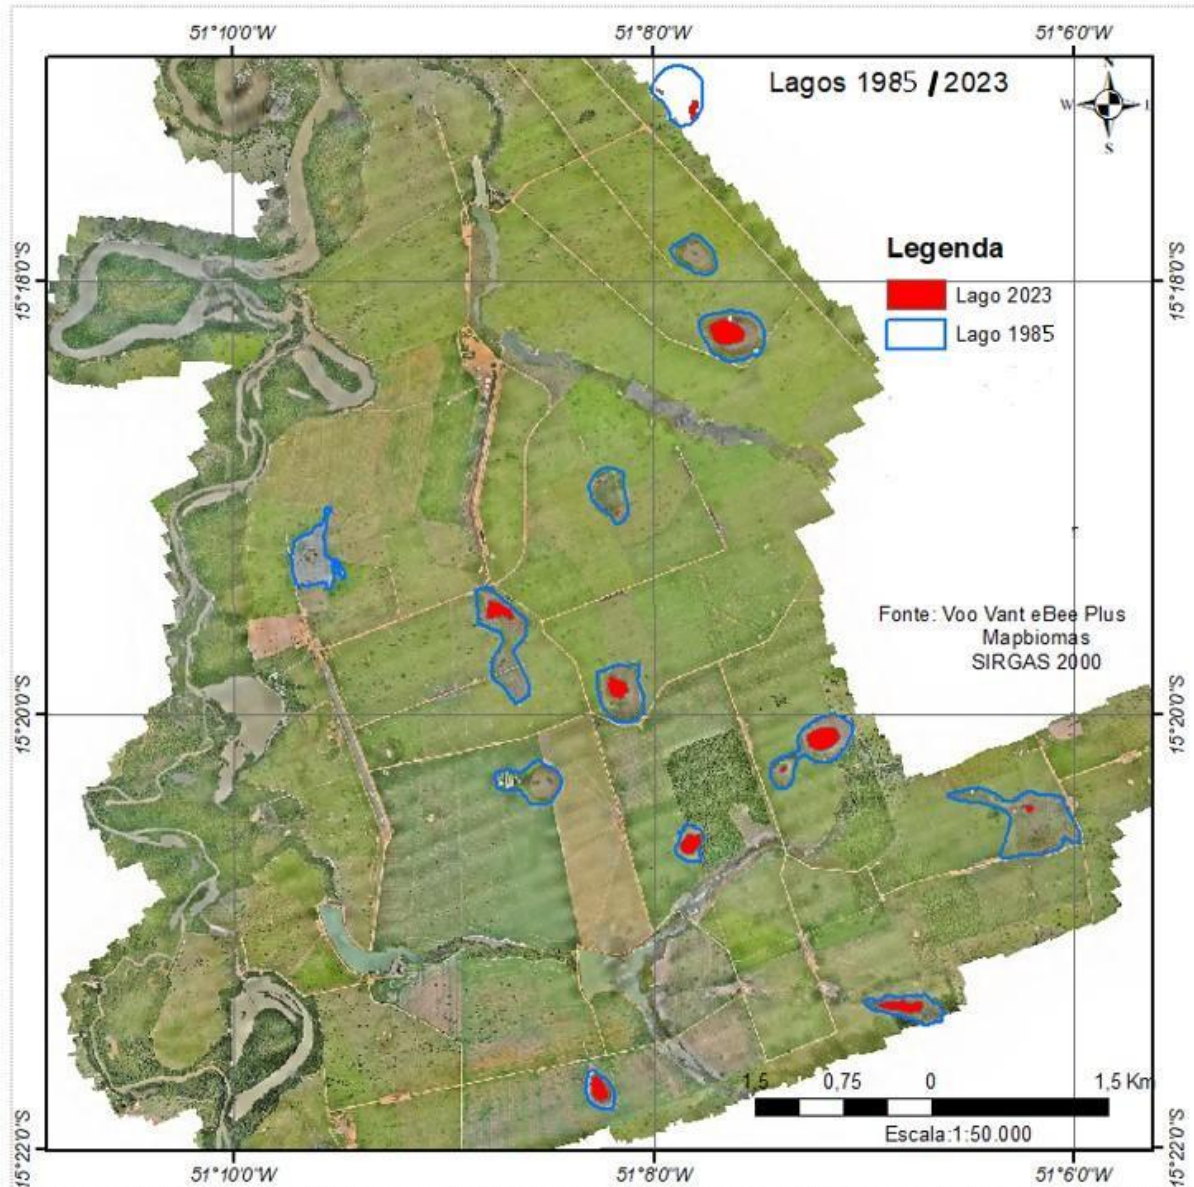 51°10'0"W 51°8'0"W 51°6'0"W
Lagos 1985 / 2023
N
W
S
Legenda
15°18'0"S 15°18'0"S
Lago 2023
Lago 1985
Fonte: Voo Vant eBee Plus
Mapbiomas
SIRGAS 2000
15°20'0"S 15°20'0"S
1,5 0,75 0 1,5 Km
Escala:1:50.000
15°22'0"S 15°22'0"S
51°10'0"W 51°8'0"W 51°6'0"W